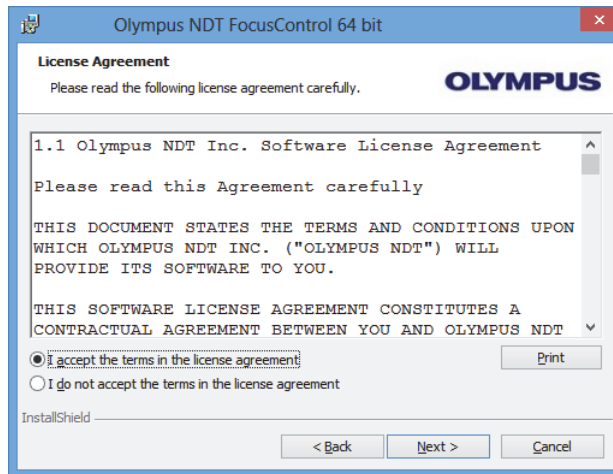 Olympus NDT FocusControl 64 bit
License Agreement
Please read the following license agreement carefully.
OLYMPUS
1.1 Olympus NDT Inc. Software License Agreement
Please read this Agreement carefully
THIS DOCUMENT STATES THE TERMS AND CONDITIONS UPON
WHICH OLYMPUS NDT INC. ("OLYMPUS NDT") WILL
PROVIDE ITS SOFTWARE TO YOU.
THIS SOFTWARE LICENSE AGREEMENT CONSTITUTES A
CONTRACTUAL AGREEMENT BETWEEN YOU AND OLYMPUS NDT
I accept the terms in the license agreement
Print
I do not accept the terms in the license agreement
InstallShield
< Back
Next >
Cancel